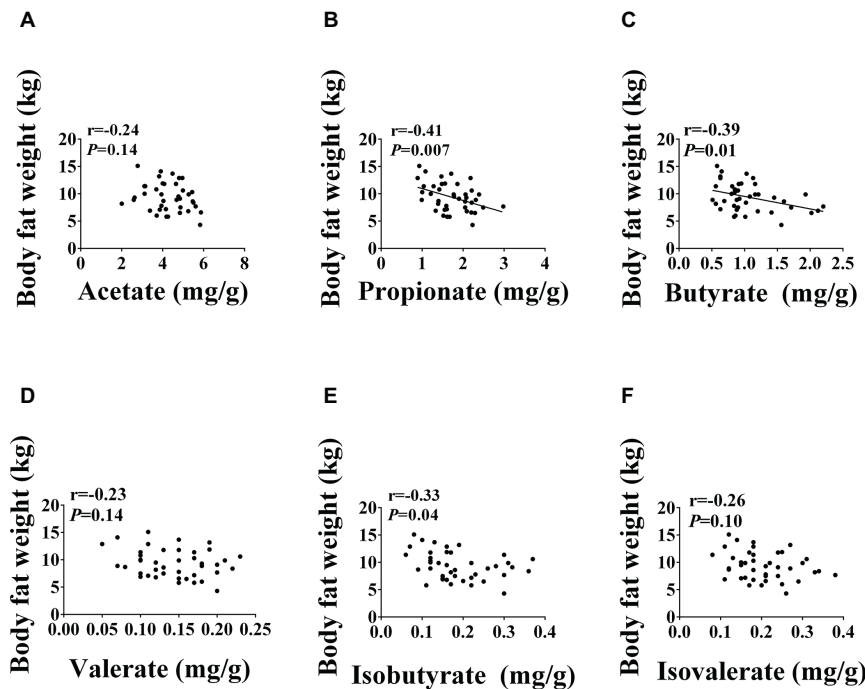 A
Body fat weight (kg)
r=-0.24
P=0.14
20
15
10
5
0
0 2 4 6 8
Acetate (mg/g)
B
Body fat weight (kg)
r=-0.41
P=0.007
20
15
10
5
0
0 1 2 3 4
Propionate (mg/g)
C
Body fat weight (kg)
r=-0.39
P=0.01
20
15
10
5
0
0.0 0.5 1.0 1.5 2.0 2.5
Butyrate (mg/g)
D
Body fat weight (kg)
r=-0.23
P=0.14
20
15
10
5
0
0.00 0.05 0.10 0.15 0.20 0.25
Valerate (mg/g)
E
Body fat weight (kg)
r=-0.33
P=0.04
20
15
10
5
0
0.0 0.1 0.2 0.3 0.4
Isobutyrate (mg/g)
F
Body fat weight (kg)
r=-0.26
P=0.10
20
15
10
5
0
0.0 0.1 0.2 0.3 0.4
Isovalerate (mg/g)